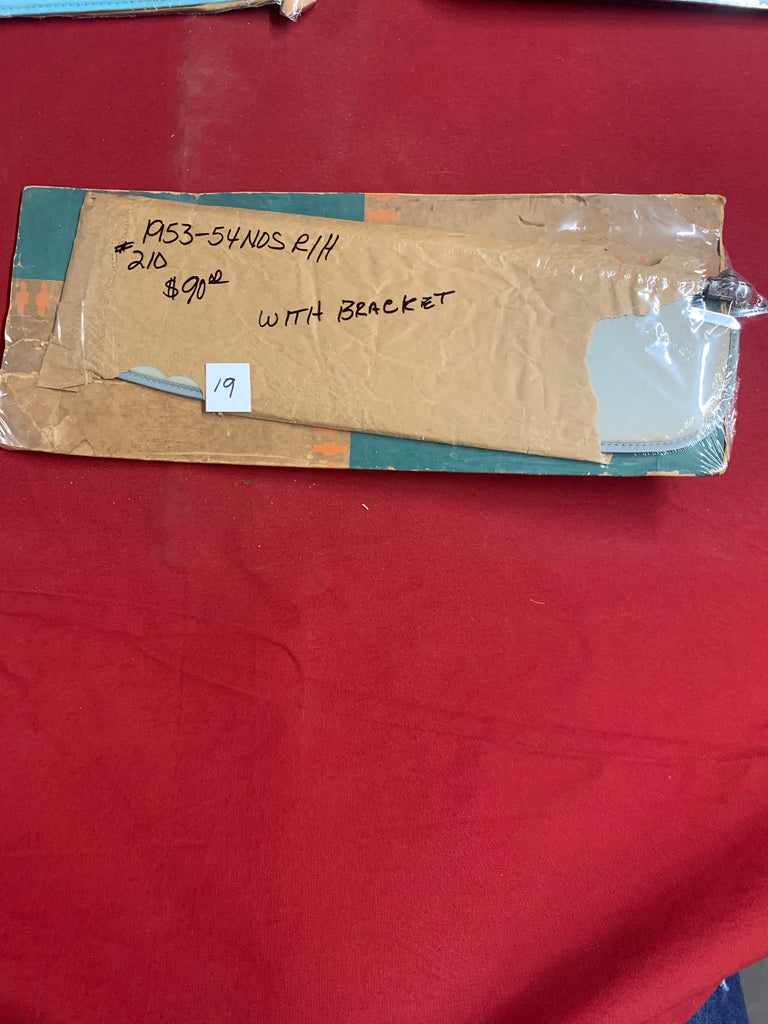 1953-54 NOS R/H
# 210
$90.00
WITH BRACKET
19